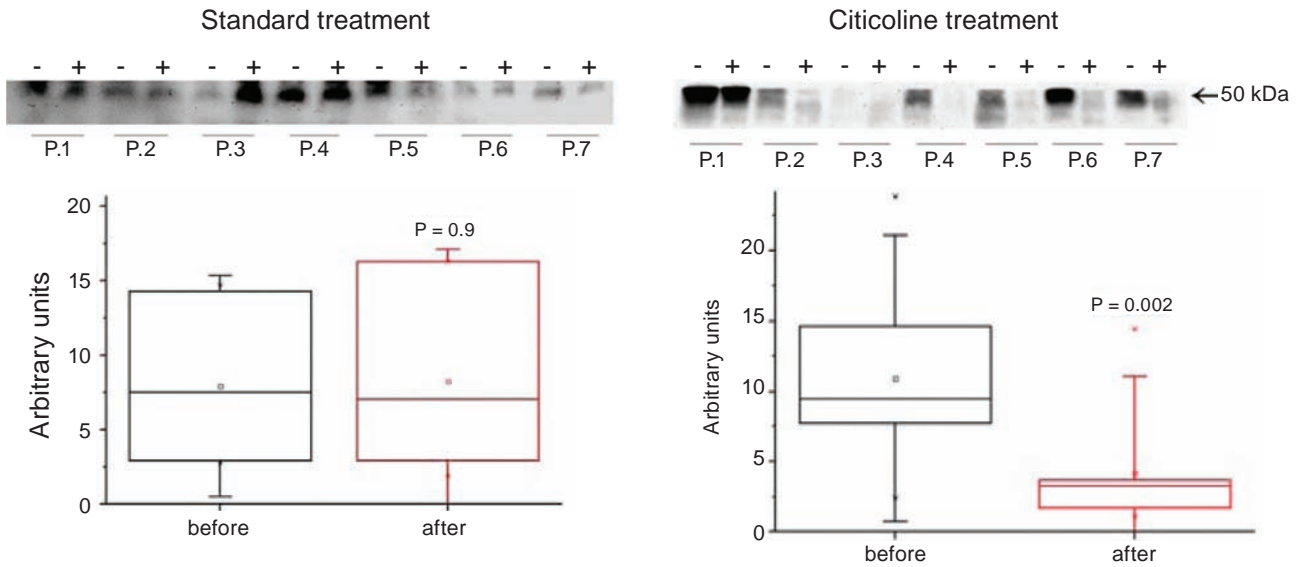 Standard treatment
- + - + - + - + - + - + - +
P.1 P.2 P.3 P.4 P.5 P.6 P.7
20
15
10
5
0
Arbitrary units
P = 0.9
before after
Citicoline treatment
- + - + - + - + - + - + - +
50 kDa
P.1 P.2 P.3 P.4 P.5 P.6 P.7
20
15
10
5
0
Arbitrary units
P = 0.002
before after